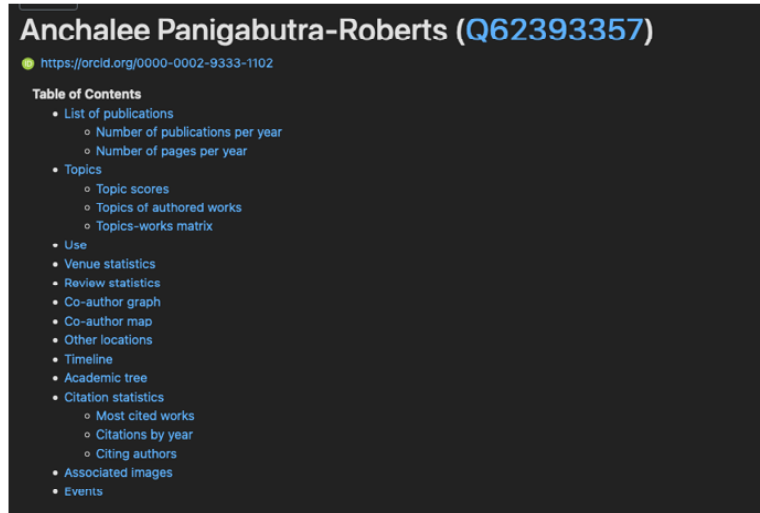 Anchalee Panigabutra-Roberts (Q62393357)
iD https://orcid.org/0000-0002-9333-1102
Table of Contents
• List of publications
◦ Number of publications per year
◦ Number of pages per year
• Topics
◦ Topic scores
◦ Topics of authored works
◦ Topics-works matrix
• Use
• Venue statistics
• Review statistics
• Co-author graph
• Co-author map
• Other locations
• Timeline
• Academic tree
• Citation statistics
◦ Most cited works
◦ Citations by year
◦ Citing authors
• Associated images
• Events